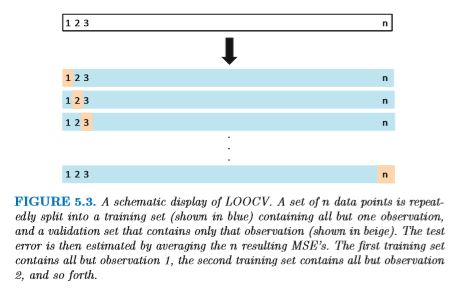 1 2 3 n
1 2 3 n
1 2 3 n
1 2 3 n
.
.
.
1 2 3 n
FIGURE 5.3. A schematic display of LOOCV. A set of n data points is repeat-
edly split into a training set (shown in blue) containing all but one observation,
and a validation set that contains only that observation (shown in beige). The test
error is then estimated by averaging the n resulting MSE's. The first training set
contains all but observation 1, the second training set contains all but observation
2, and so forth.